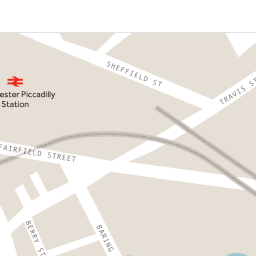 SHEFFIELD ST
TRAVIS ST
ester Piccadilly
Station
FAIRFIELD STREET
BERRY ST
BARING